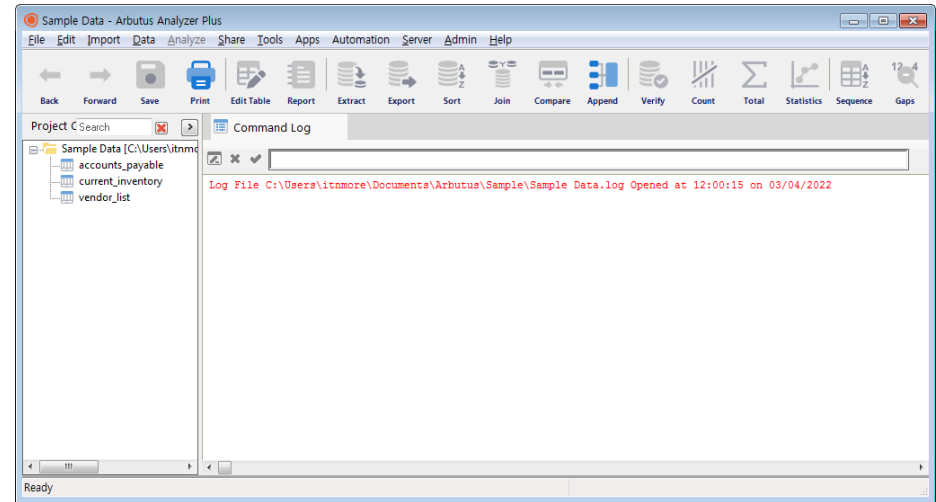 Sample Data - Arbutus Analyzer Plus
File Edit Import Data Analyze Share Tools Apps Automation Server Admin Help
Back Forward Save Print Edit Table Report Extract Export Sort Join Compare Append Verify Count Total Statistics Sequence Gaps
Project C Search Command Log
Sample Data [C:\Users\itnmo
accounts_payable
current_inventory
vendor_list
Log File C:\Users\itnmore\Documents\Arbutus\Sample\Sample Data.log Opened at 12:00:15 on 03/04/2022
Ready